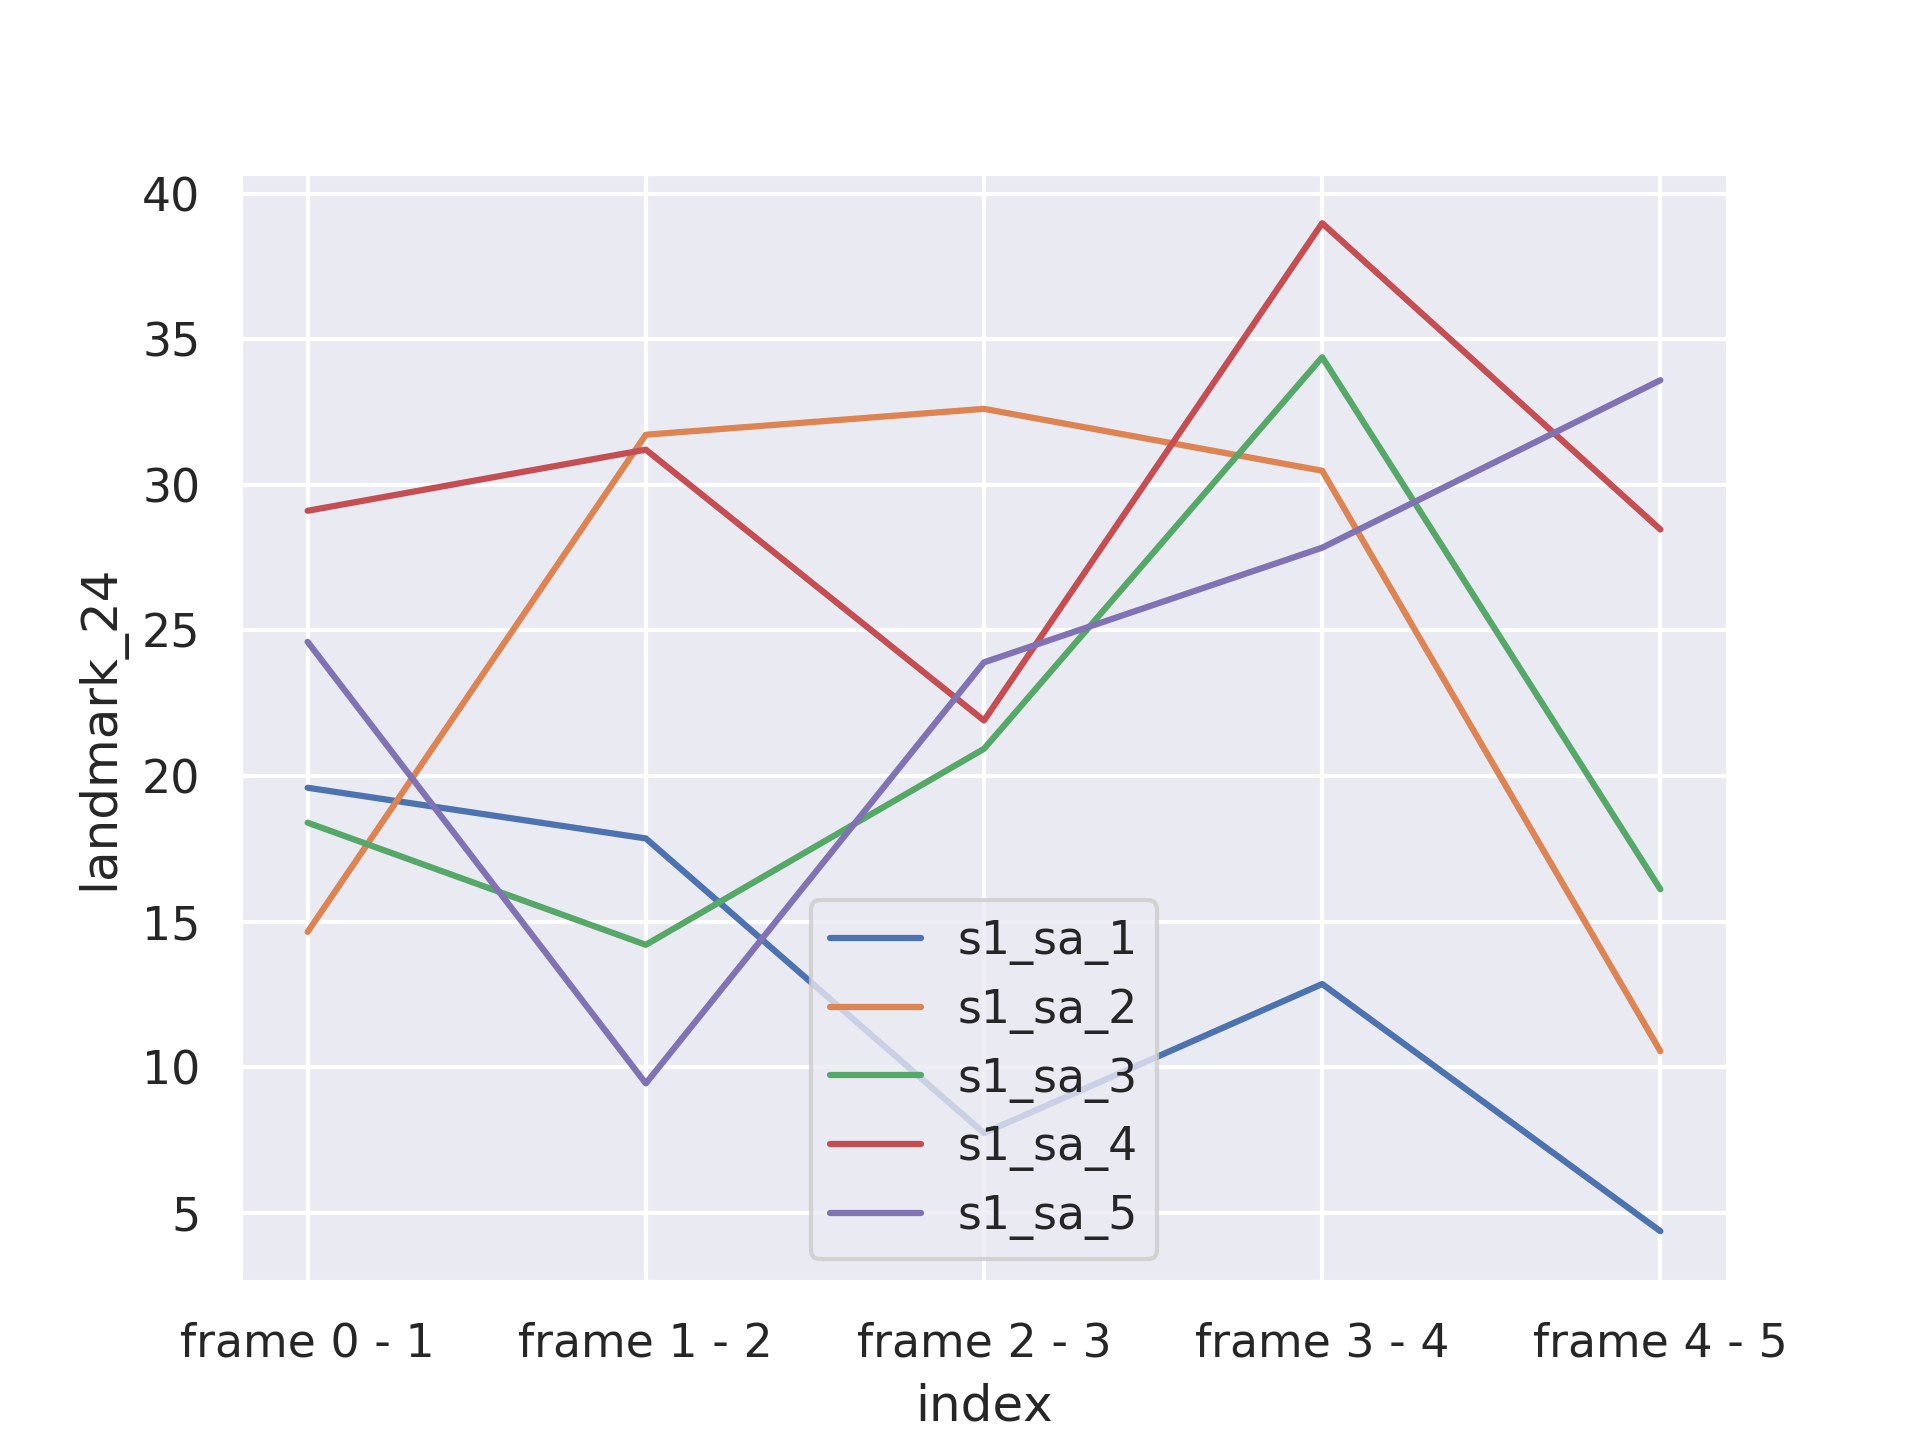 40
35
30
25
20
15
10
5
landmark_24
s1_sa_1
s1_sa_2
s1_sa_3
s1_sa_4
s1_sa_5
frame 0 - 1 frame 1 - 2 frame 2 - 3 frame 3 - 4 frame 4 - 5
index